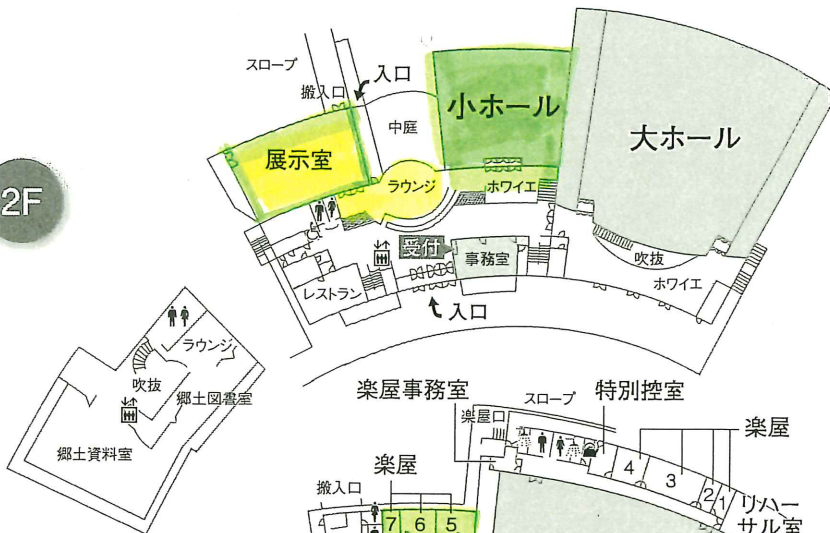 スロープ
搬入口
入口
中庭
小ホール
大ホール
展示室
2F
ラウンジ
ホワイエ
受付
事務室
吹抜
ホワイエ
レストラン
入口
ラウンジ
吹抜
郷土図書室
郷土資料室
楽屋事務室
スロープ
特別控室
楽屋口
楽屋
4
3
2
1
リハー
サル室
楽屋
搬入口
7
6
5